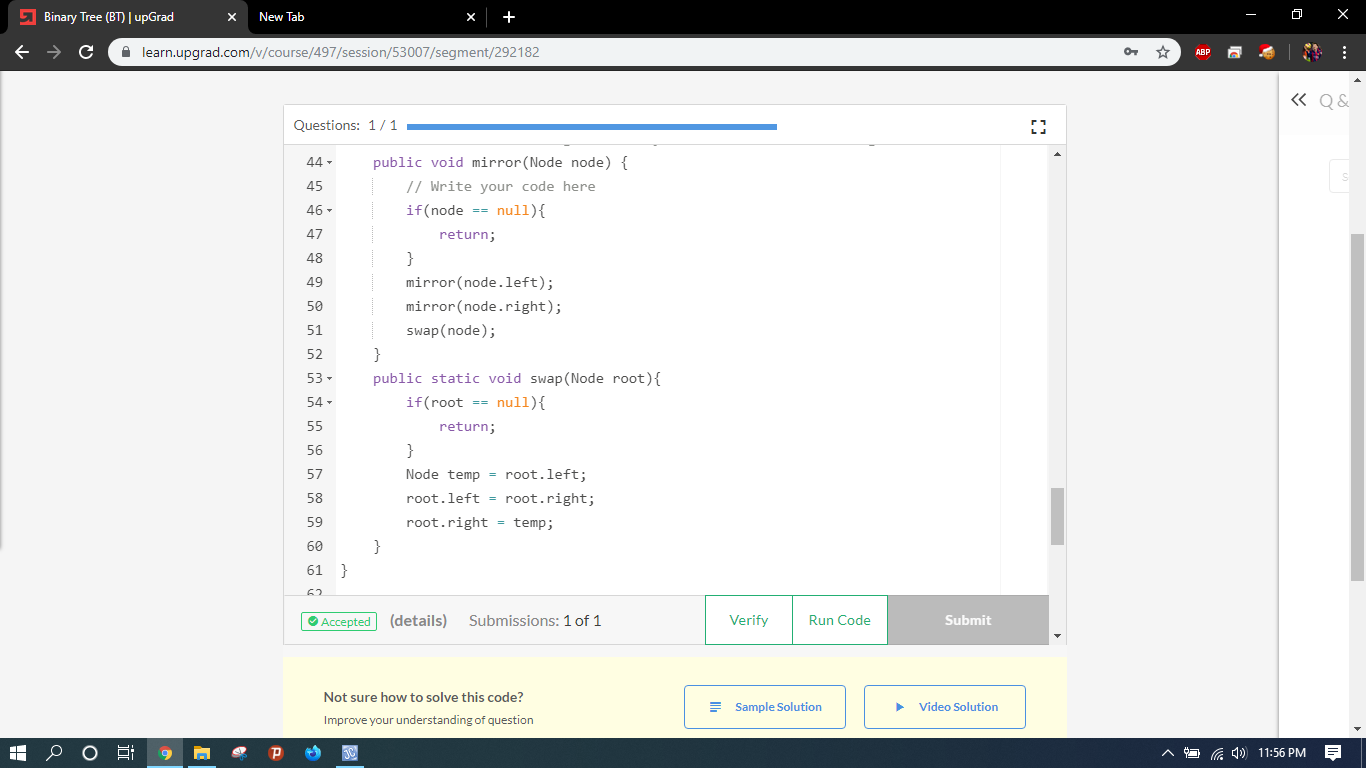 Binary Tree (BT) | upGrad
New Tab
learn.upgrad.com/v/course/497/session/53007/segment/292182
ABP
Questions: 1 / 1
Q &
44 public void mirror(Node node) {
45 // Write your code here
46 if(node == null){
47 return;
48 }
49 mirror(node.left);
50 mirror(node.right);
51 swap(node);
52 }
53 public static void swap(Node root){
54 if(root == null){
55 return;
56 }
57 Node temp = root.left;
58 root.left = root.right;
59 root.right = temp;
60 }
61 }
62
Accepted (details) Submissions: 1 of 1 Verify Run Code Submit
Not sure how to solve this code?
Improve your understanding of question
Sample Solution
Video Solution
11:56 PM